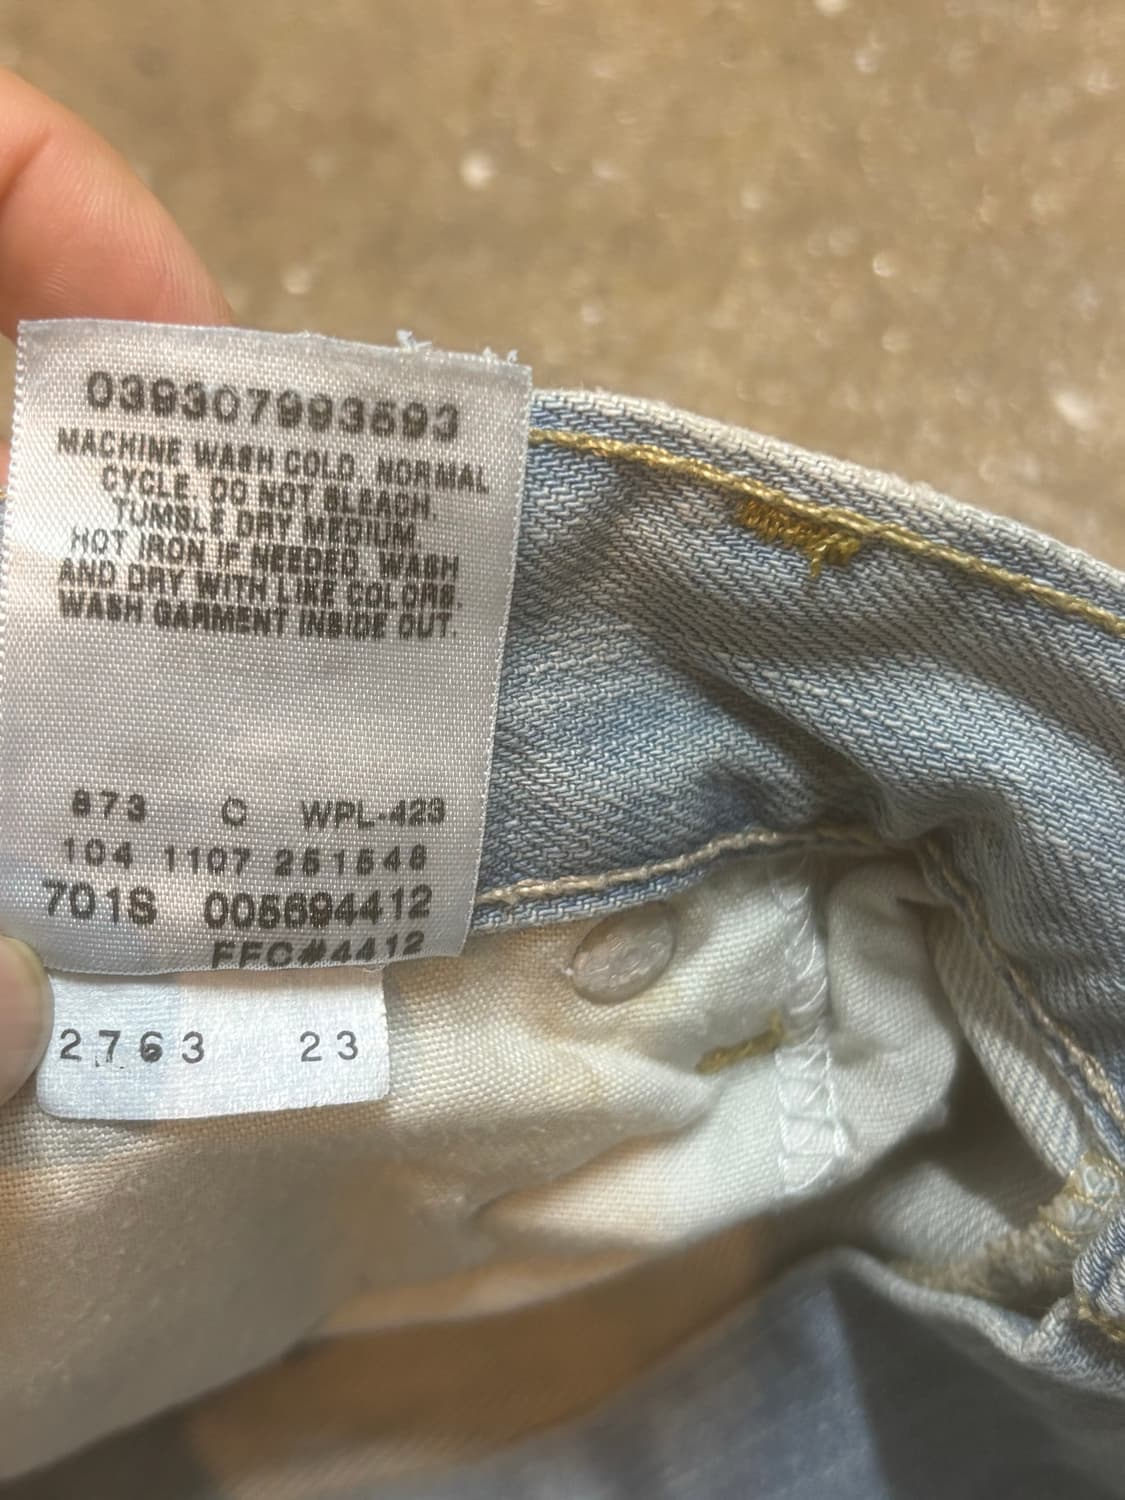 039307993593
MACHINE WASH COLD, NORMAL
CYCLE. DO NOT BLEACH.
TUMBLE DRY MEDIUM.
HOT IRON IF NEEDED. WASH
AND DRY WITH LIKE COLORS.
WASH GARMENT INSIDE OUT.
873 C WPL-423
104 1107 251548
701S 005694412
FFC#4412
2763 23